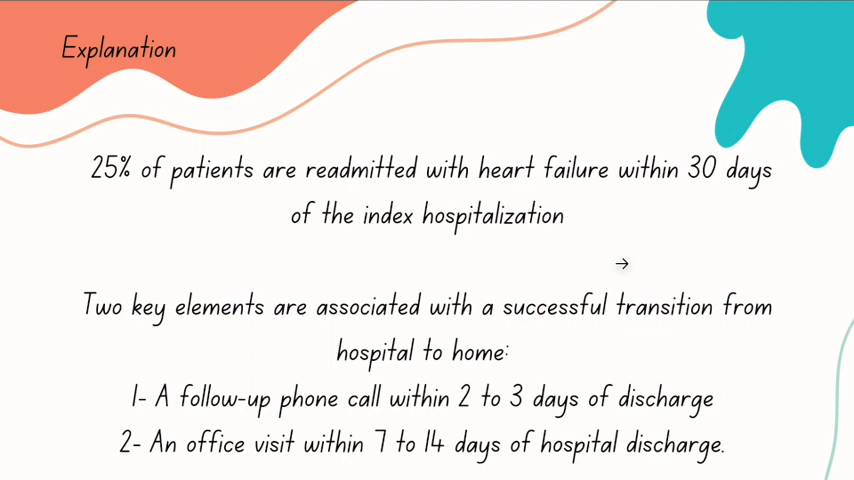 Explanation
25% of patients are readmitted with heart failure within 30 days
of the index hospitalization
→
Two key elements are associated with a successful transition from
hospital to home:
1- A follow-up phone call within 2 to 3 days of discharge
2- An office visit within 7 to 14 days of hospital discharge.